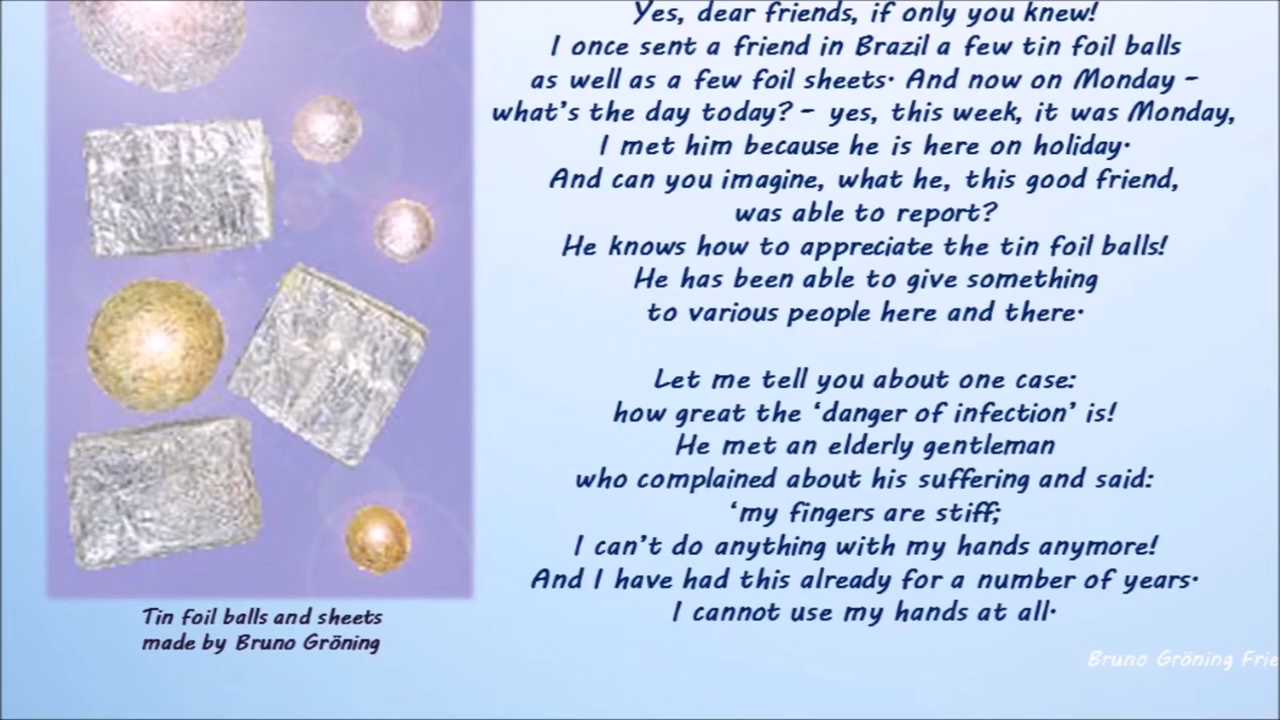 Yes, dear friends, if only you knew!
I once sent a friend in Brazil a few tin foil balls
as well as a few foil sheets. And now on Monday -
what's the day today? - yes, this week, it was Monday,
I met him because he is here on holiday.
And can you imagine, what he, this good friend,
was able to report?
He knows how to appreciate the tin foil balls!
He has been able to give something
to various people here and there.
Let me tell you about one case:
how great the 'danger of infection' is!
He met an elderly gentleman
who complained about his suffering and said:
'my fingers are stiff;
I can't do anything with my hands anymore!
And I have had this already for a number of years.
I cannot use my hands at all.
Tin foil balls and sheets
made by Bruno Gröning
Bruno Gröning Frie